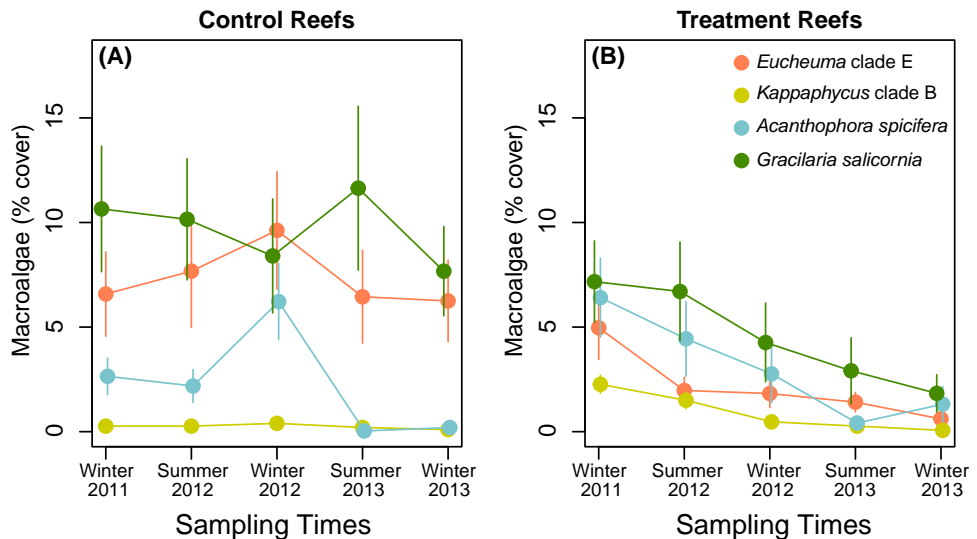 Control Reefs
(A)
Macroalgae (% cover)
15
10
5
0
Winter
2011
Summer
2012
Winter
2012
Summer
2013
Winter
2013
Sampling Times
Treatment Reefs
(B)
Eucheuma clade E
Kappaphycus clade B
Acanthophora spicifera
Gracilaria salicornia
Macroalgae (% cover)
15
10
5
0
Winter
2011
Summer
2012
Winter
2012
Summer
2013
Winter
2013
Sampling Times